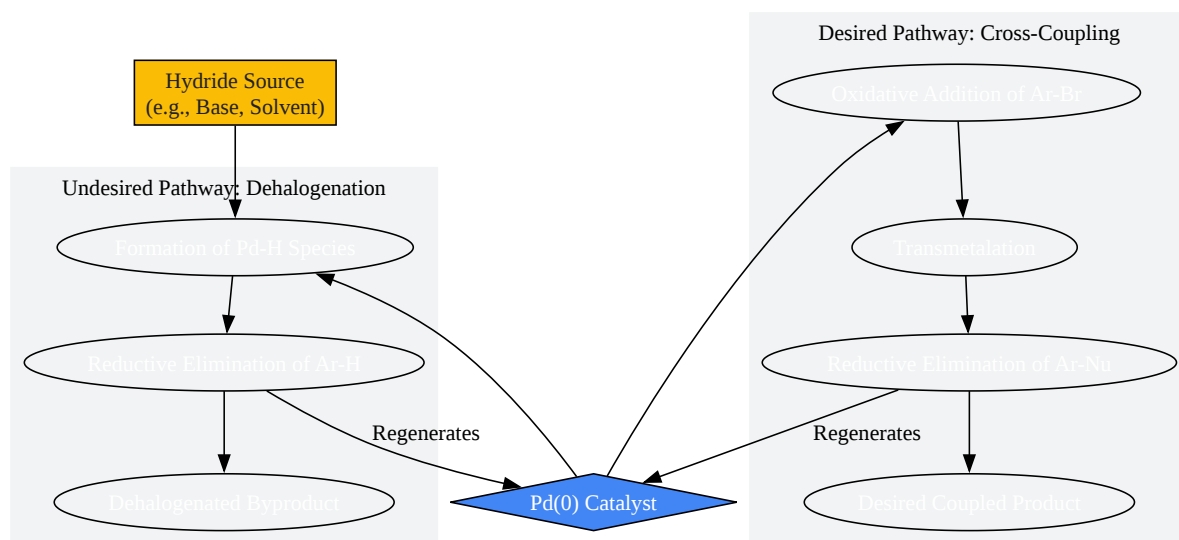 Desired Pathway: Cross-Coupling
Hydride Source
(e.g., Base, Solvent)
Oxidative Addition of Ar-Br
Undesired Pathway: Dehalogenation
Formation of Pd-H Species
Transmetalation
Reductive Elimination of Ar-H
Reductive Elimination of Ar-Nu
Regenerates
Regenerates
Dehalogenated Byproduct
Pd(0) Catalyst
Desired Coupled Product